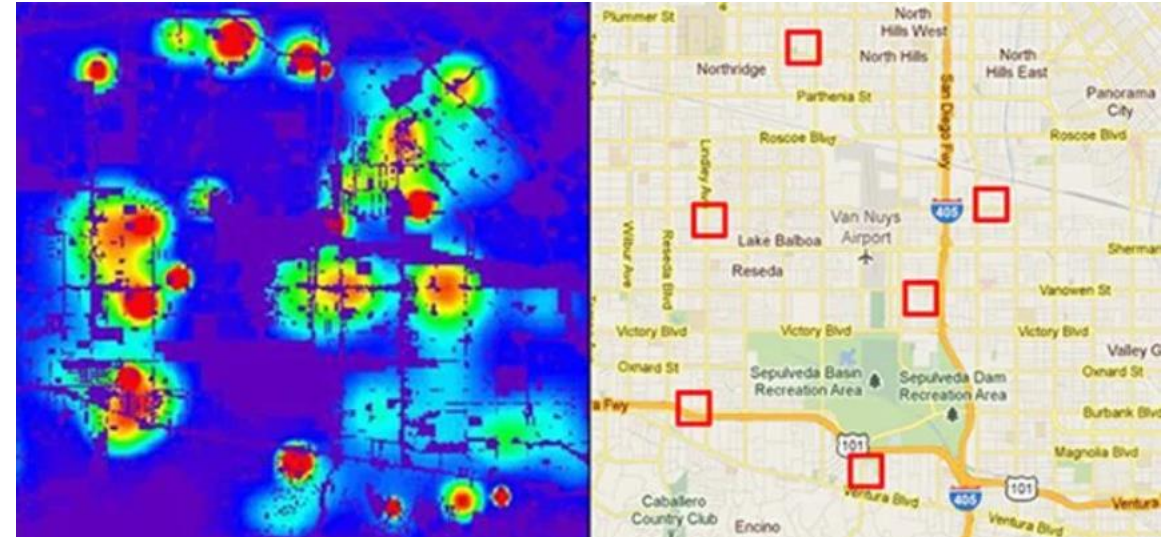 Plummer St
North
Hills West
North Hills
North
Hills East
Northridge
Panorama
City
Parthenia St
Roscoe Blvd
Roscoe Blvd
San Diego Fwy
Lindley Av
405
Van Nuys
Airport
Wilbur Ave
Reseda Blvd
Lake Balboa
Reseda
Sherman
Vanowen St
Victory Blvd
Victory Blvd
Victory Blvd
Valley G
Oxnard St
Oxnard St
Sepulveda Basin
Recreation Area
Sepulveda Dam
Recreation Area
a Fwy
Burbank Blvd
101
Magnolia Blvd
Ventura Blvd
405
101
Ventura
Caballero
Country Club
Encino
Ventura Blvd